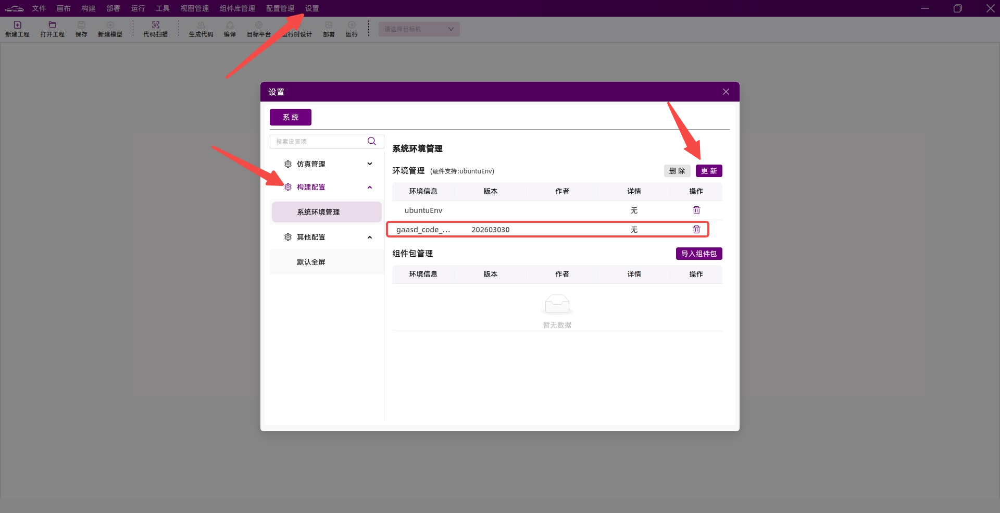 文件 画布 构建 部署 运行 工具 视图管理 组件库管理 配置管理 设置
新建工程 打开工程 保存 新建模型 代码扫描 生成代码 编译 目标平台 运行时设计 部署 运行 请选择目标机
设置
系统
搜索设置项
仿真管理
构建配置
系统环境管理
其他配置
默认全屏
系统环境管理
环境管理 (硬件支持:ubuntuEnv) 删除 更新
环境信息 版本 作者 详情 操作
ubuntuEnv 无
gaasd_code_... 202603030 无
组件包管理 导入组件包
环境信息 版本 作者 详情 操作
暂无数据